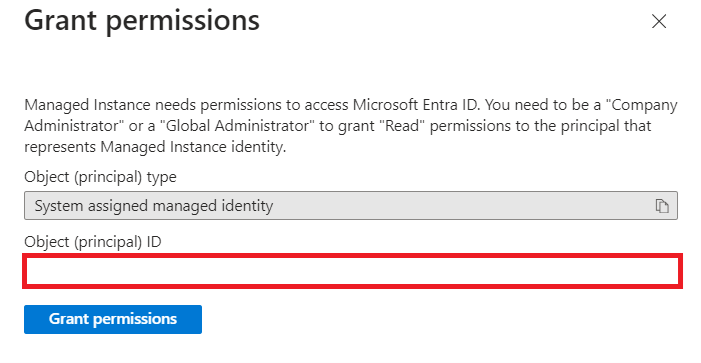 Grant permissions
Managed Instance needs permissions to access Microsoft Entra ID. You need to be a "Company
Administrator" or a "Global Administrator" to grant "Read" permissions to the principal that
represents Managed Instance identity.
Object (principal) type
System assigned managed identity
Object (principal) ID
Grant permissions